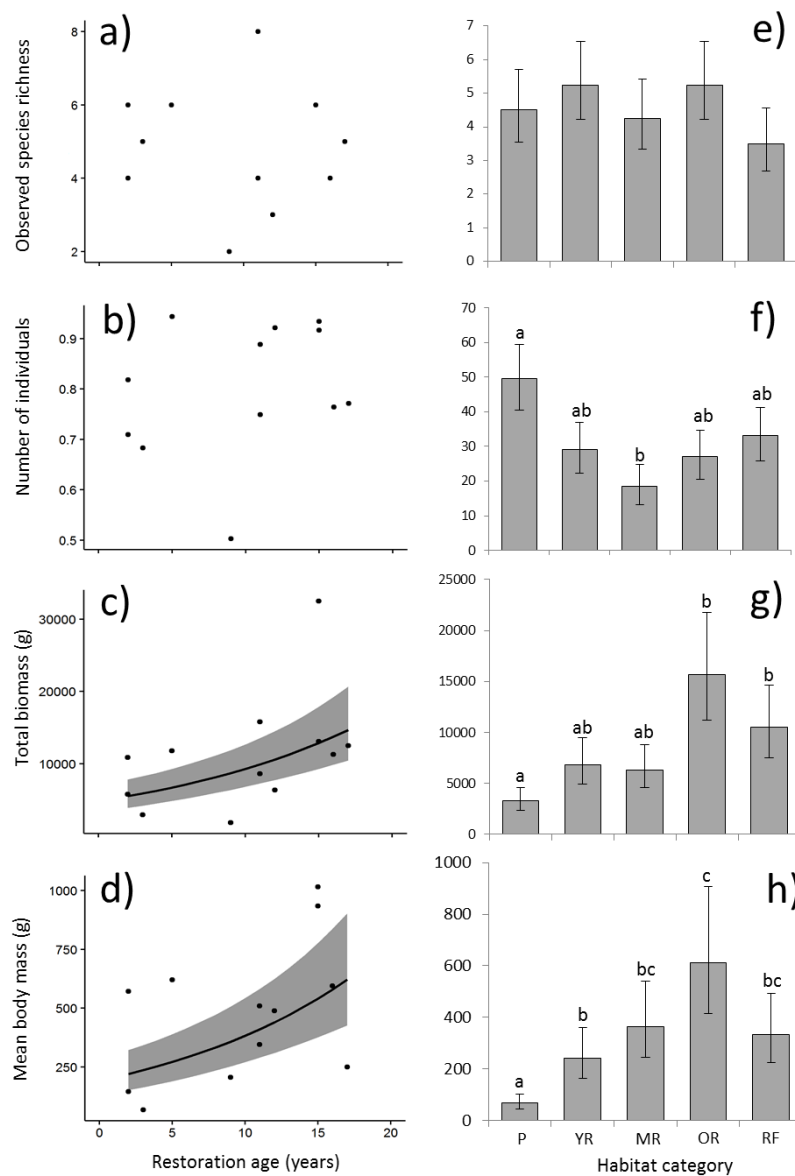 a)
Observed species richness
8
6
4
2
e)
7
6
5
4
3
2
1
0
b)
Number of individuals
0.9
0.8
0.7
0.6
0.5
f)
70
60
50
40
30
20
10
0
a
ab
b
ab
ab
c)
Total biomass (g)
30000
20000
10000
g)
25000
20000
15000
10000
5000
0
a
ab
ab
b
b
d)
Mean body mass (g)
1000
750
500
250
0
5
10
15
20
Restoration age (years)
h)
1000
800
600
400
200
0
a
b
bc
c
bc
P
YR
MR
OR
RF
Habitat category